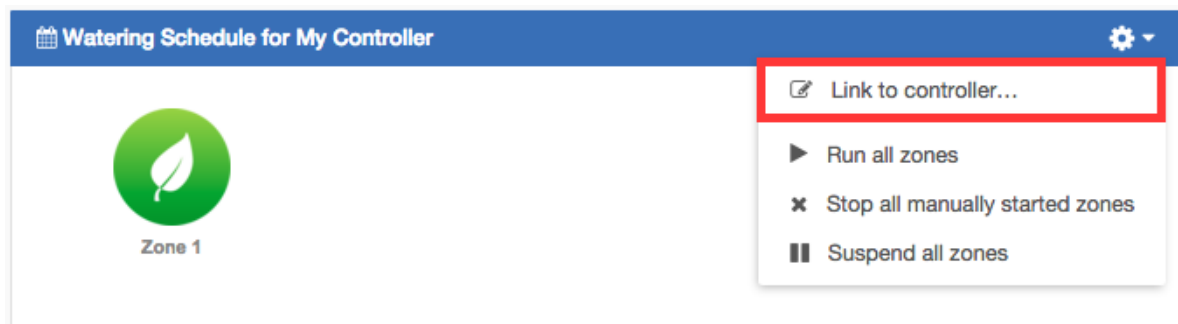 Watering Schedule for My Controller
Link to controller...
Run all zones
Stop all manually started zones
Suspend all zones
Zone 1